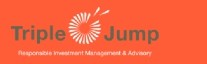 Triple Jump
Responsible Investment Management & Advisory